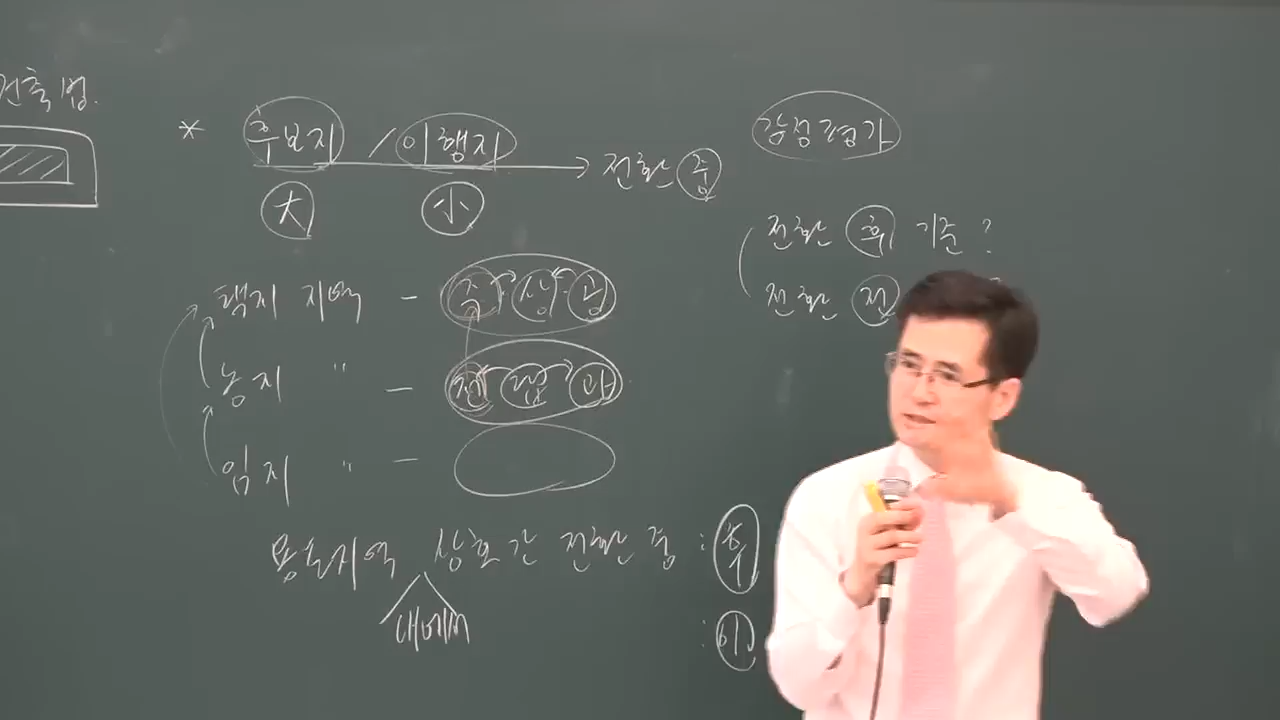 건축법.
* 후보지 / 이행지 → 전환 중
大 小
감정평가
전환 후 기준?
전환 전
택지 지역 - 주 상 공
농지 " - 전 답 과
임지 " -
용도지역 상호간 전환 중 : 후
내에서 : 이